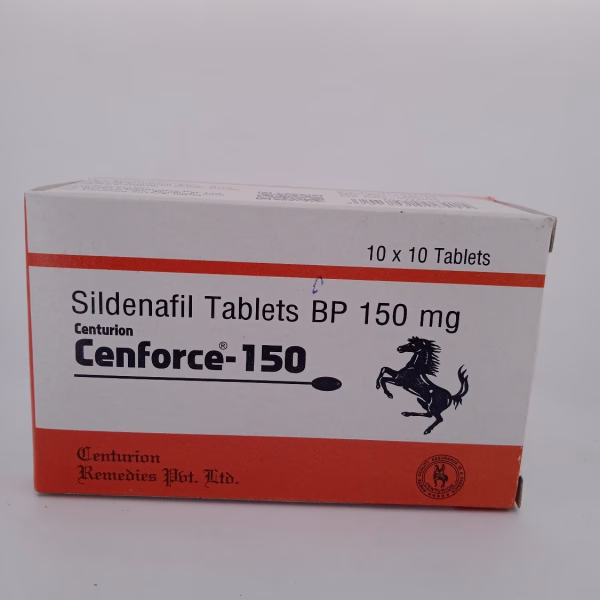 10 x 10 Tablets
Sildenafil Tablets BP 150 mg
Centurion
Cenforce®-150
Centurion
Remedies Pvt. Ltd.